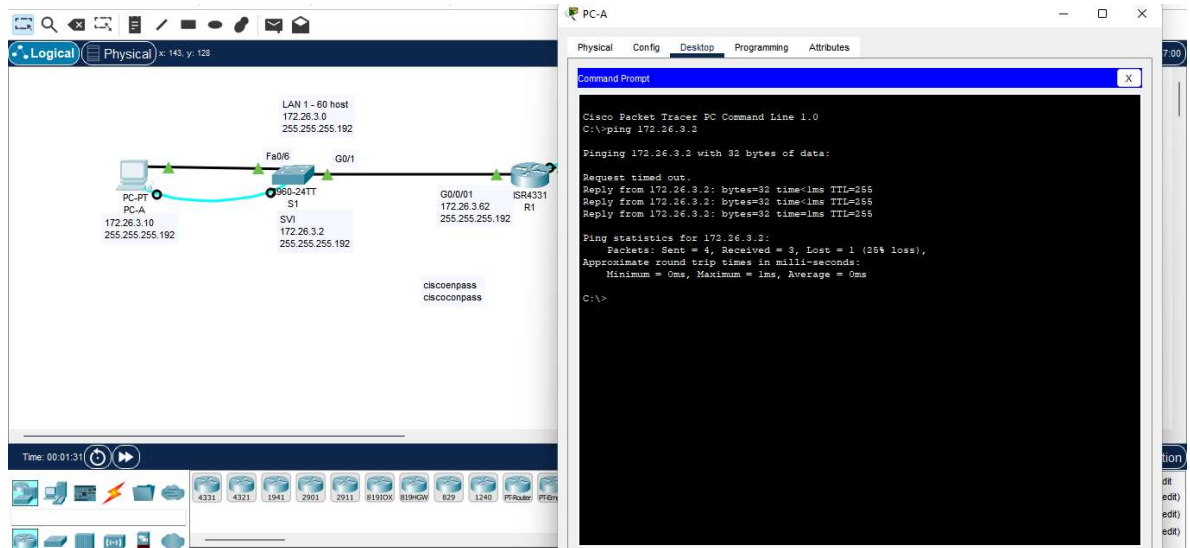 PC-A
Logical
Physical
x: 143, y: 128
Physical Config Desktop Programming Attributes
7:00
Command Prompt
X
LAN 1 - 60 host
172.26.3.0
255.255.255.192
Fa0/6
G0/1
PC-PT
PC-A
172.26.3.10
255.255.255.192
960-24TT
S1
SVI
172.26.3.2
255.255.255.192
G0/0/01
172.26.3.62
255.255.255.192
ISR4331
R1
ciscoenpass
ciscoconpass
Cisco Packet Tracer PC Command Line 1.0
C:\>ping 172.26.3.2
Pinging 172.26.3.2 with 32 bytes of data:
Request timed out.
Reply from 172.26.3.2: bytes=32 time<1ms TTL=255
Reply from 172.26.3.2: bytes=32 time<1ms TTL=255
Reply from 172.26.3.2: bytes=32 time=1ms TTL=255
Ping statistics for 172.26.3.2:
Packets: Sent = 4, Received = 3, Lost = 1 (25% loss),
Approximate round trip times in milli-seconds:
Minimum = 0ms, Maximum = 1ms, Average = 0ms
C:\>
Time: 00:01:31
tion
4331 4321 1941 2901 2911 819IOX 819HGW 829 1240 PT-Router PT-Emp
dit
edit)
edit)
edit)